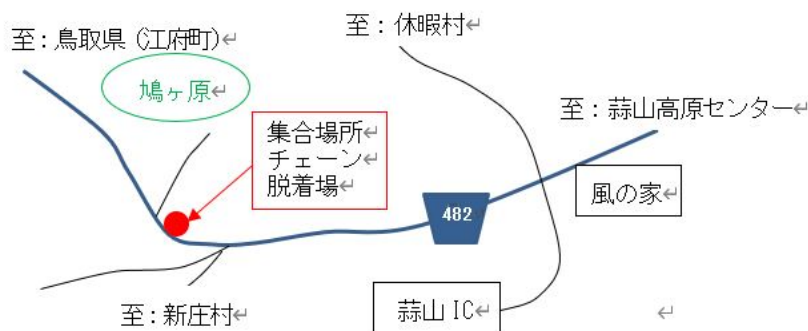 至：休暇村
至：鳥取県（江府町）
鳩ヶ原
至：蒜山高原センター
集合場所
チェーン
脱着場
風の家
482
至：新庄村
蒜山IC